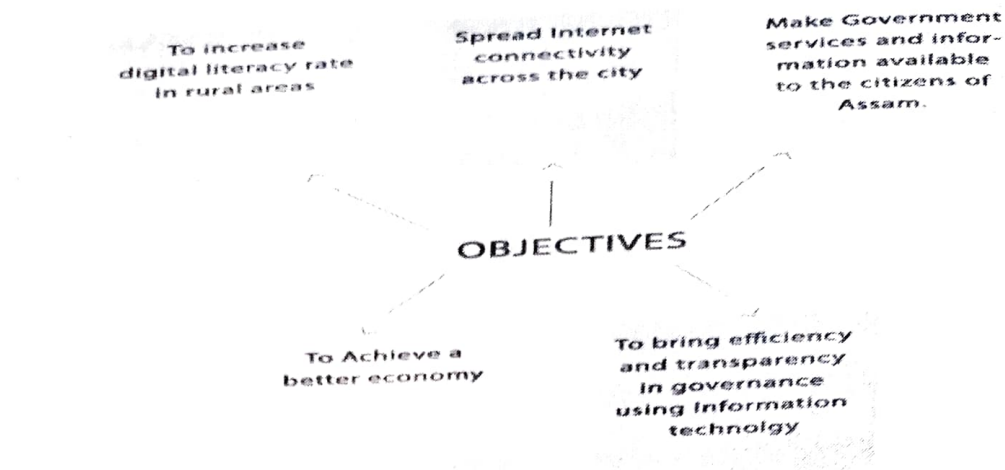 To increase
digital literacy rate
in rural areas
Spread Internet
connectivity
across the city
Make Government
services and infor-
mation available
to the citizens of
Assam.
OBJECTIVES
To Achieve a
better economy
To bring efficiency
and transparency
in governance
using Information
technolgy